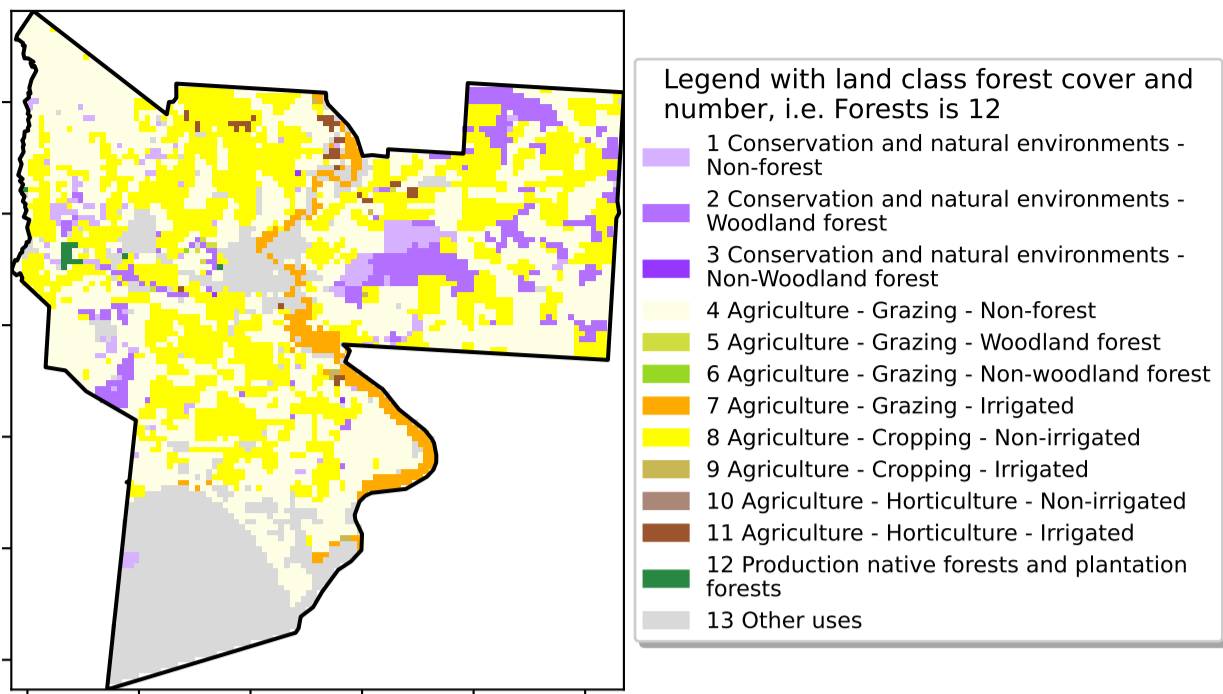 Legend with land class forest cover and
number, i.e. Forests is 12
1 Conservation and natural environments -
Non-forest
2 Conservation and natural environments -
Woodland forest
3 Conservation and natural environments -
Non-Woodland forest
4 Agriculture - Grazing - Non-forest
5 Agriculture - Grazing - Woodland forest
6 Agriculture - Grazing - Non-woodland forest
7 Agriculture - Grazing - Irrigated
8 Agriculture - Cropping - Non-irrigated
9 Agriculture - Cropping - Irrigated
10 Agriculture - Horticulture - Non-irrigated
11 Agriculture - Horticulture - Irrigated
12 Production native forests and plantation
forests
13 Other uses